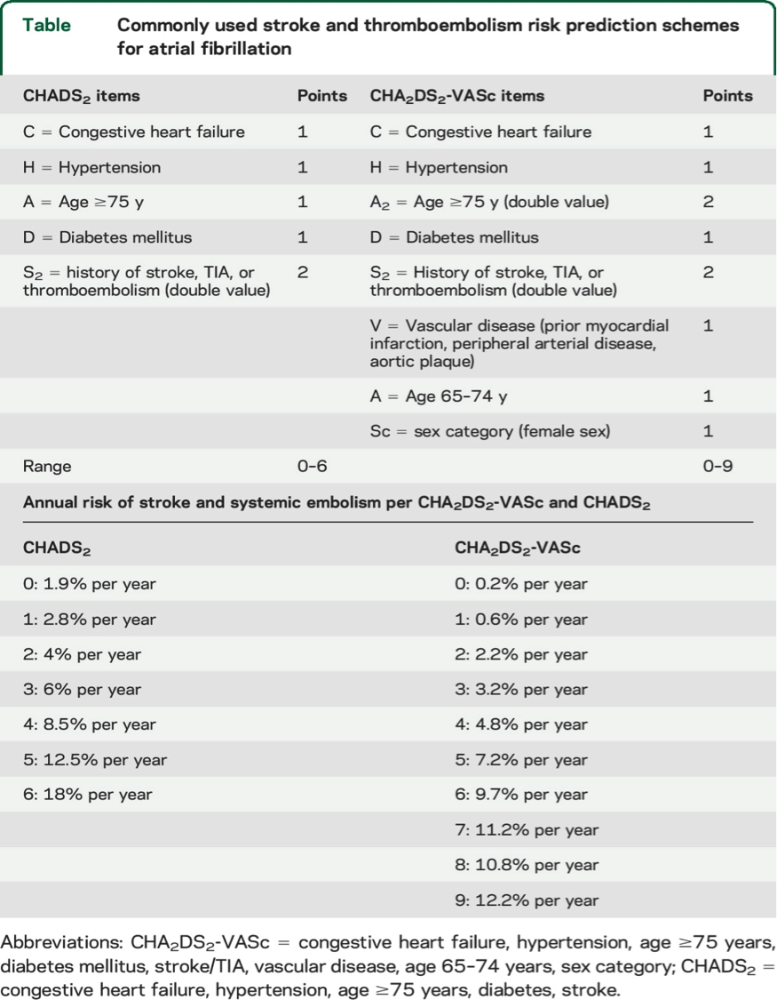 Table Commonly used stroke and thromboembolism risk prediction schemes
for atrial fibrillation
CHADS₂ items Points CHA₂DS₂-VASc items Points
C = Congestive heart failure 1 C = Congestive heart failure 1
H = Hypertension 1 H = Hypertension 1
A = Age ≥75 y 1 A₂ = Age ≥75 y (double value) 2
D = Diabetes mellitus 1 D = Diabetes mellitus 1
S₂ = history of stroke, TIA, or 2 S₂ = History of stroke, TIA, or 2
thromboembolism (double value) thromboembolism (double value)
V = Vascular disease (prior myocardial 1
infarction, peripheral arterial disease,
aortic plaque)
A = Age 65–74 y 1
Sc = sex category (female sex) 1
Range 0–6 0–9
Annual risk of stroke and systemic embolism per CHA₂DS₂-VASc and CHADS₂
CHADS₂ CHA₂DS₂-VASc
0: 1.9% per year 0: 0.2% per year
1: 2.8% per year 1: 0.6% per year
2: 4% per year 2: 2.2% per year
3: 6% per year 3: 3.2% per year
4: 8.5% per year 4: 4.8% per year
5: 12.5% per year 5: 7.2% per year
6: 18% per year 6: 9.7% per year
7: 11.2% per year
8: 10.8% per year
9: 12.2% per year
Abbreviations: CHA₂DS₂-VASc = congestive heart failure, hypertension, age ≥75 years,
diabetes mellitus, stroke/TIA, vascular disease, age 65–74 years, sex category; CHADS₂ =
congestive heart failure, hypertension, age ≥75 years, diabetes, stroke.